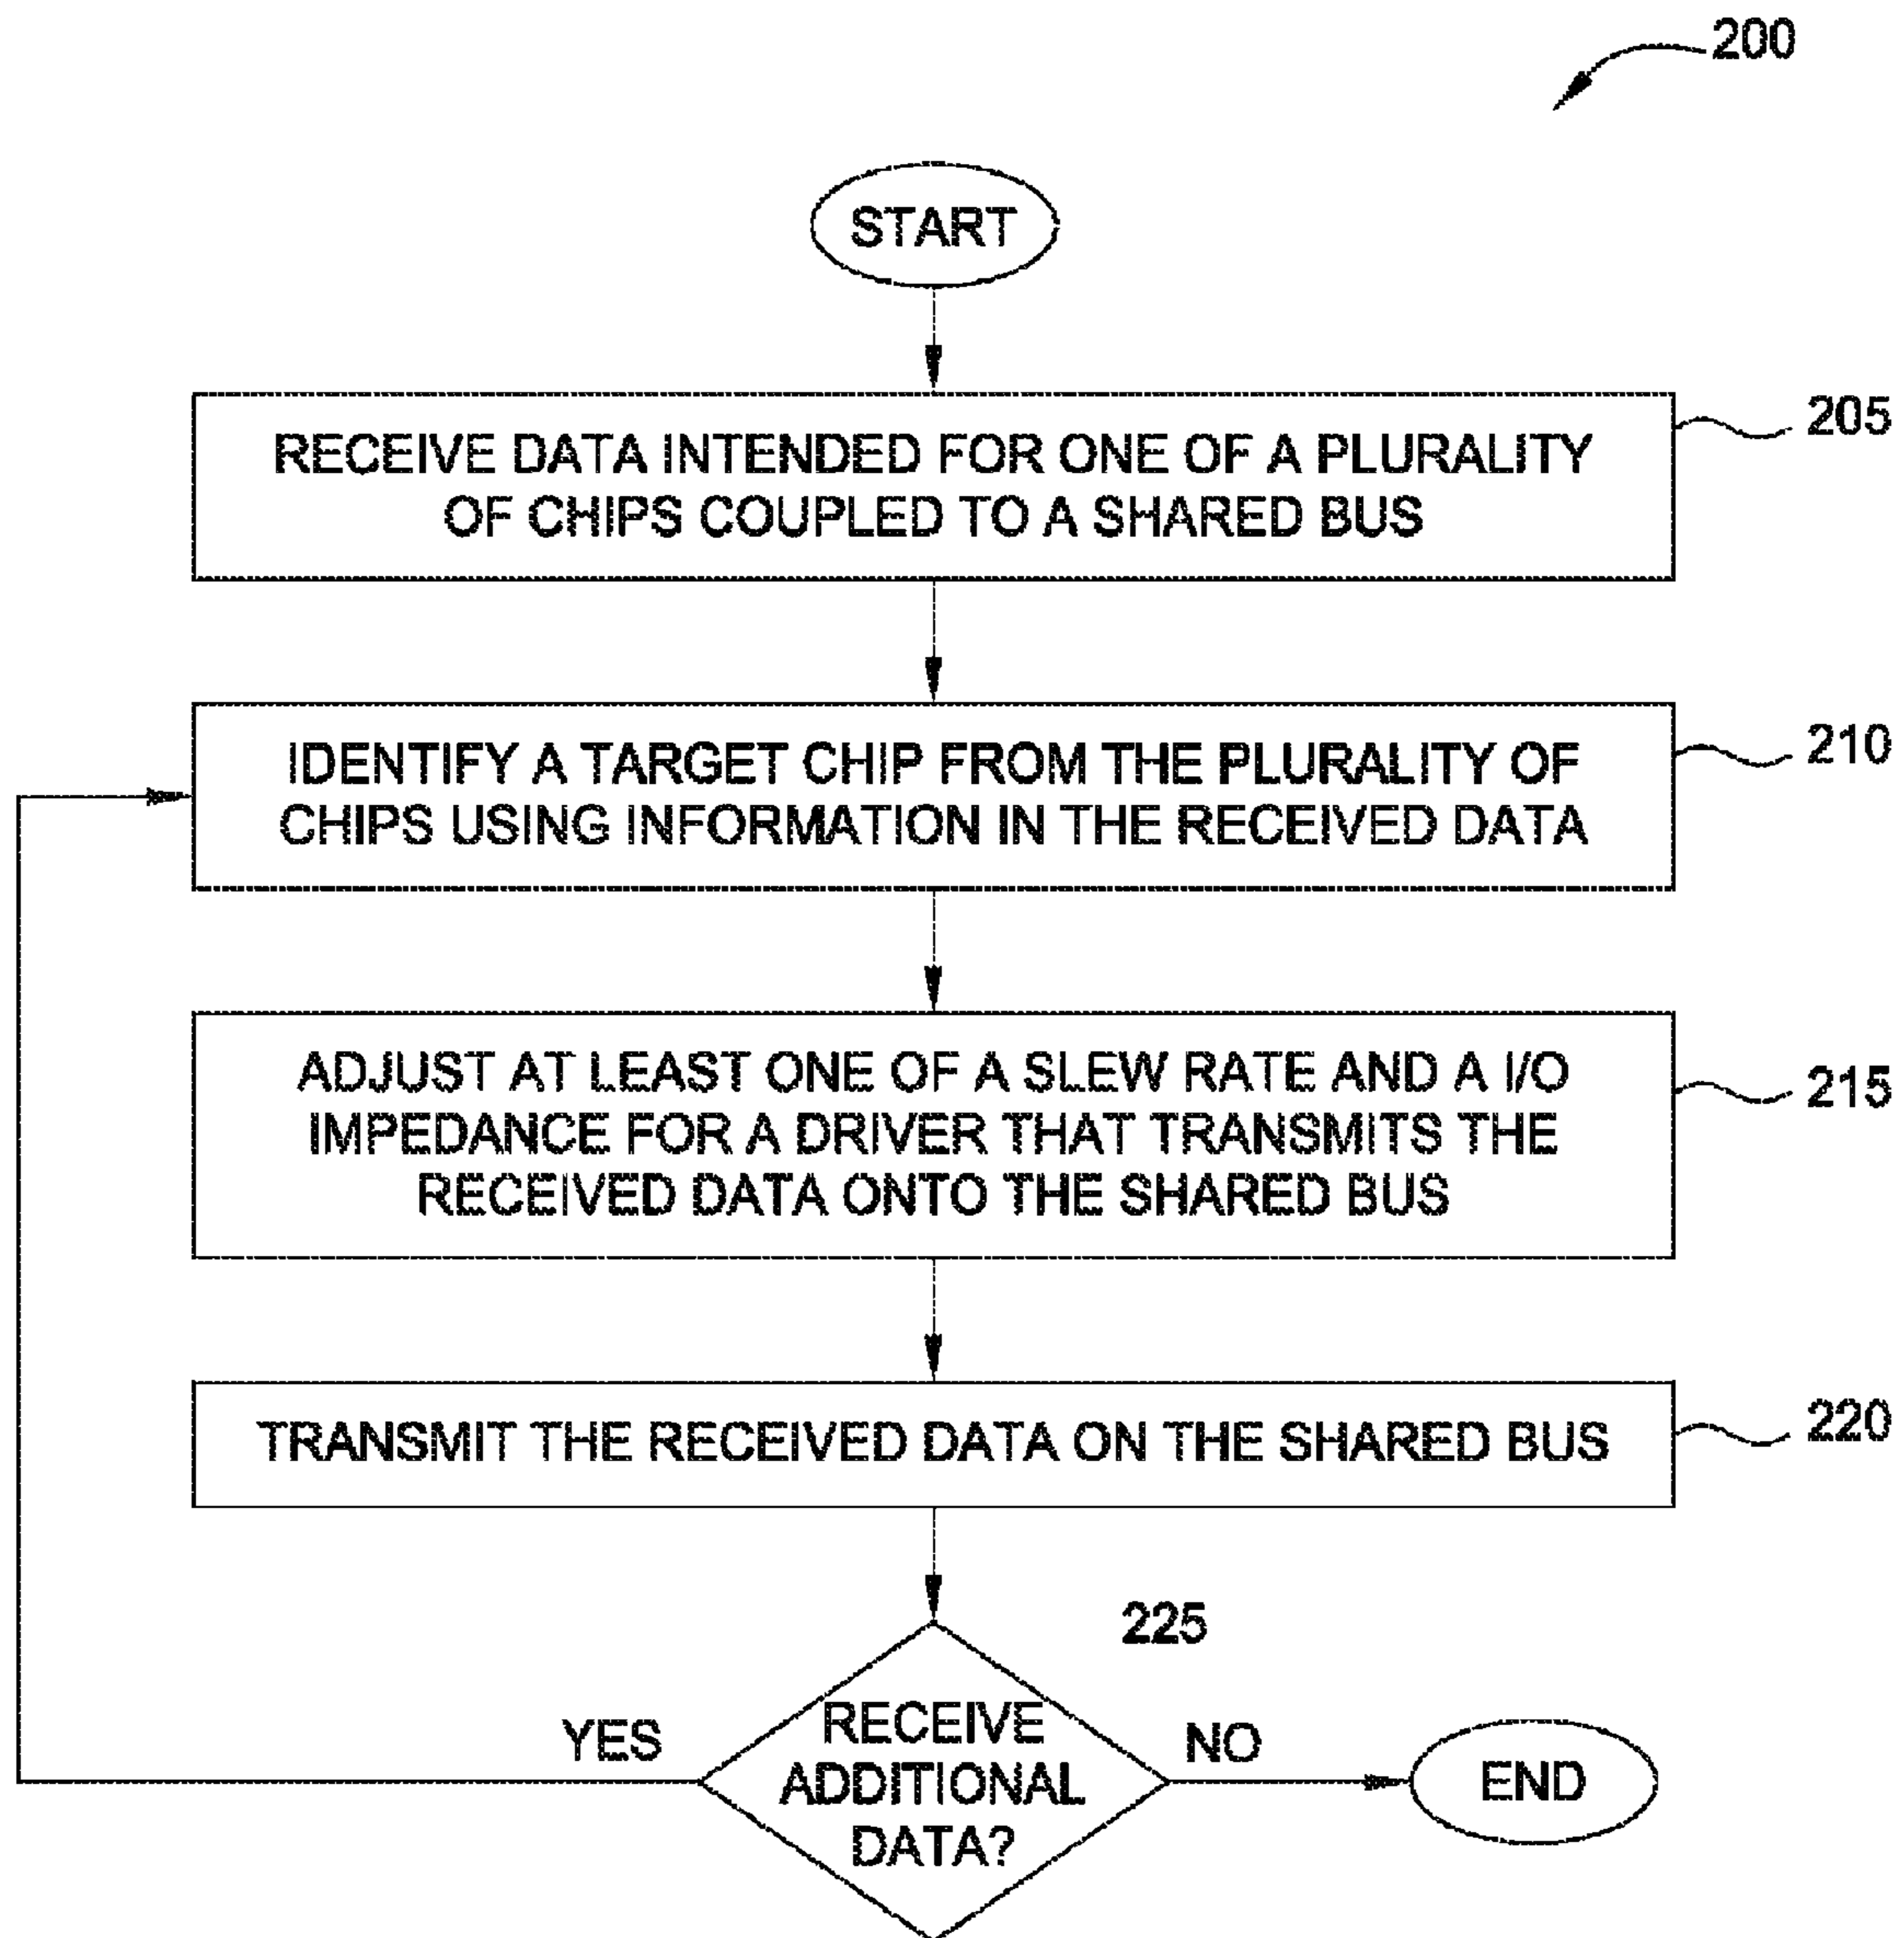 200
START
RECEIVE DATA INTENDED FOR ONE OF A PLURALITY
OF CHIPS COUPLED TO A SHARED BUS
205
IDENTIFY A TARGET CHIP FROM THE PLURALITY OF
CHIPS USING INFORMATION IN THE RECEIVED DATA
210
ADJUST AT LEAST ONE OF A SLEW RATE AND A I/O
IMPEDANCE FOR A DRIVER THAT TRANSMITS THE
RECEIVED DATA ONTO THE SHARED BUS
215
TRANSMIT THE RECEIVED DATA ON THE SHARED BUS
220
225
RECEIVE
ADDITIONAL
DATA?
YES
NO
END